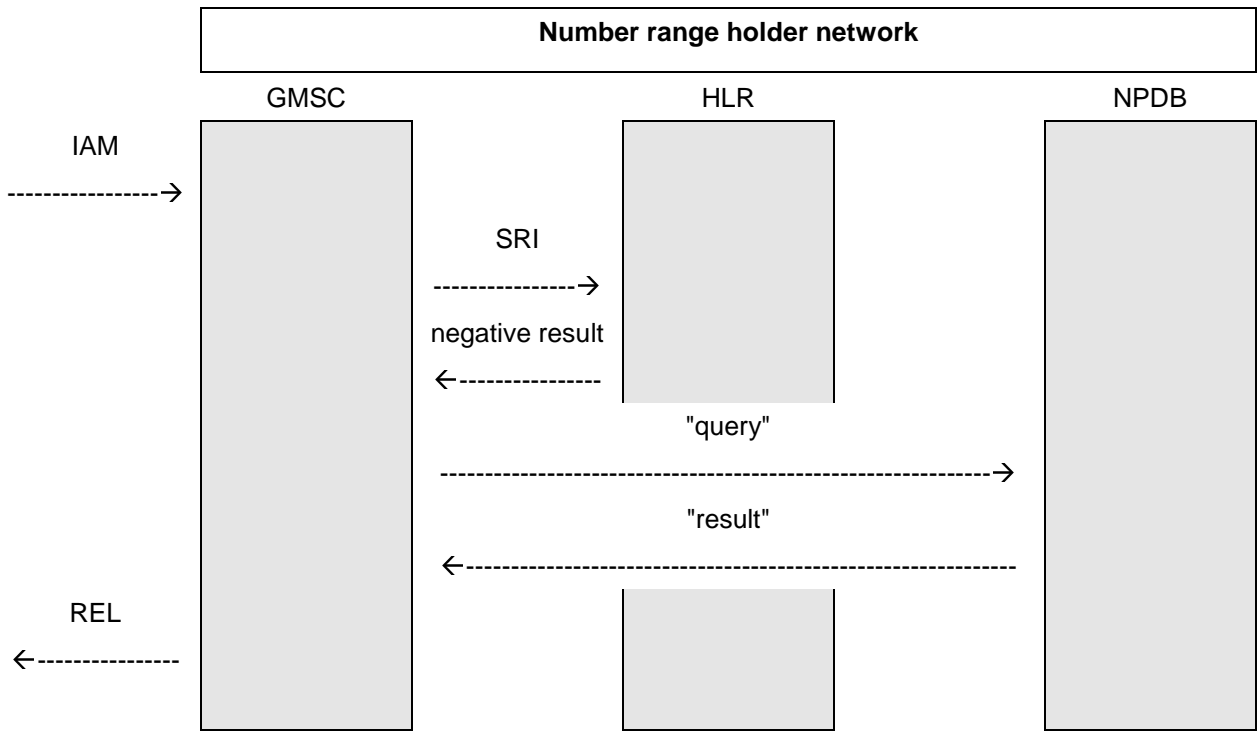 Number range holder network
GMSC HLR NPDB
IAM
SRI
negative result
"query"
"result"
REL